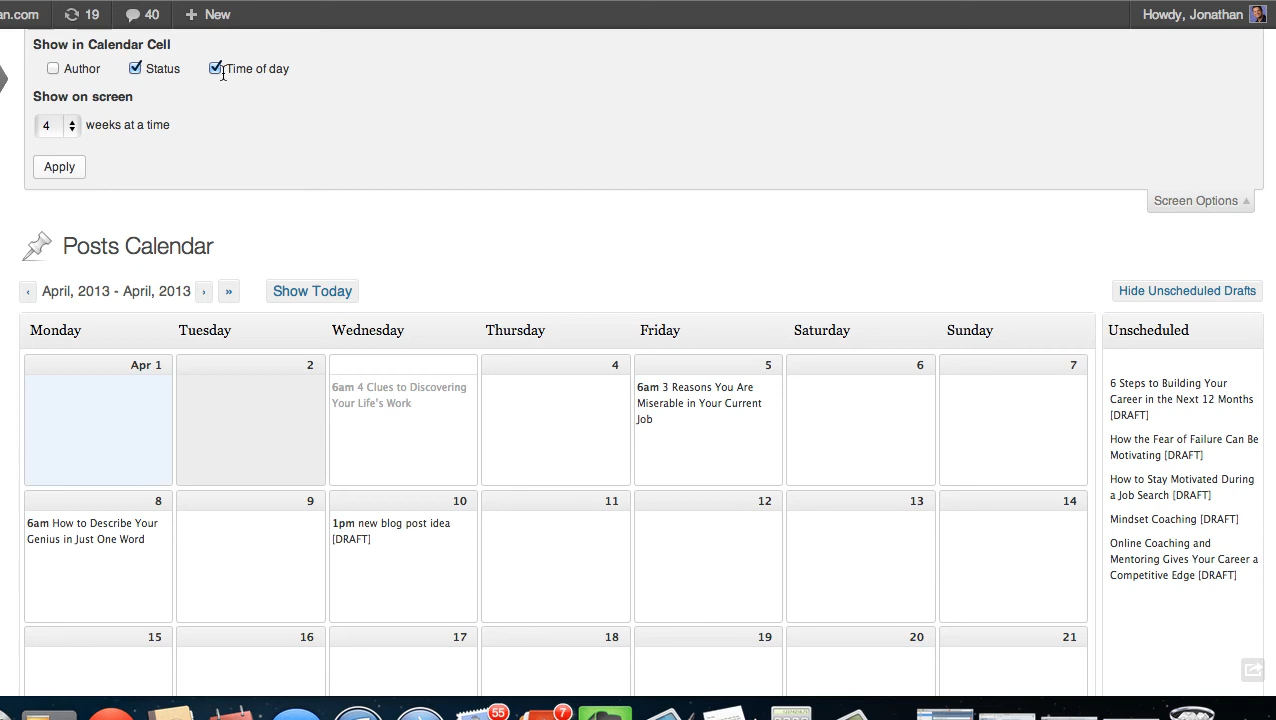 an.com 19 40 + New Howdy, Jonathan
Show in Calendar Cell
Author Status Time of day
Show on screen
4 weeks at a time
Apply
Screen Options
Posts Calendar
‹ April, 2013 - April, 2013 › » Show Today Hide Unscheduled Drafts
Monday Tuesday Wednesday Thursday Friday Saturday Sunday Unscheduled
Apr 1 2 4 5 6 7
6am 4 Clues to Discovering
Your Life's Work
6am 3 Reasons You Are
Miserable in Your Current
Job
8 9 10 11 12 13 14
6am How to Describe Your
Genius in Just One Word
1pm new blog post idea
[DRAFT]
15 16 17 18 19 20 21
6 Steps to Building Your
Career in the Next 12 Months
[DRAFT]
How the Fear of Failure Can Be
Motivating [DRAFT]
How to Stay Motivated During
a Job Search [DRAFT]
Mindset Coaching [DRAFT]
Online Coaching and
Mentoring Gives Your Career a
Competitive Edge [DRAFT]
55 7